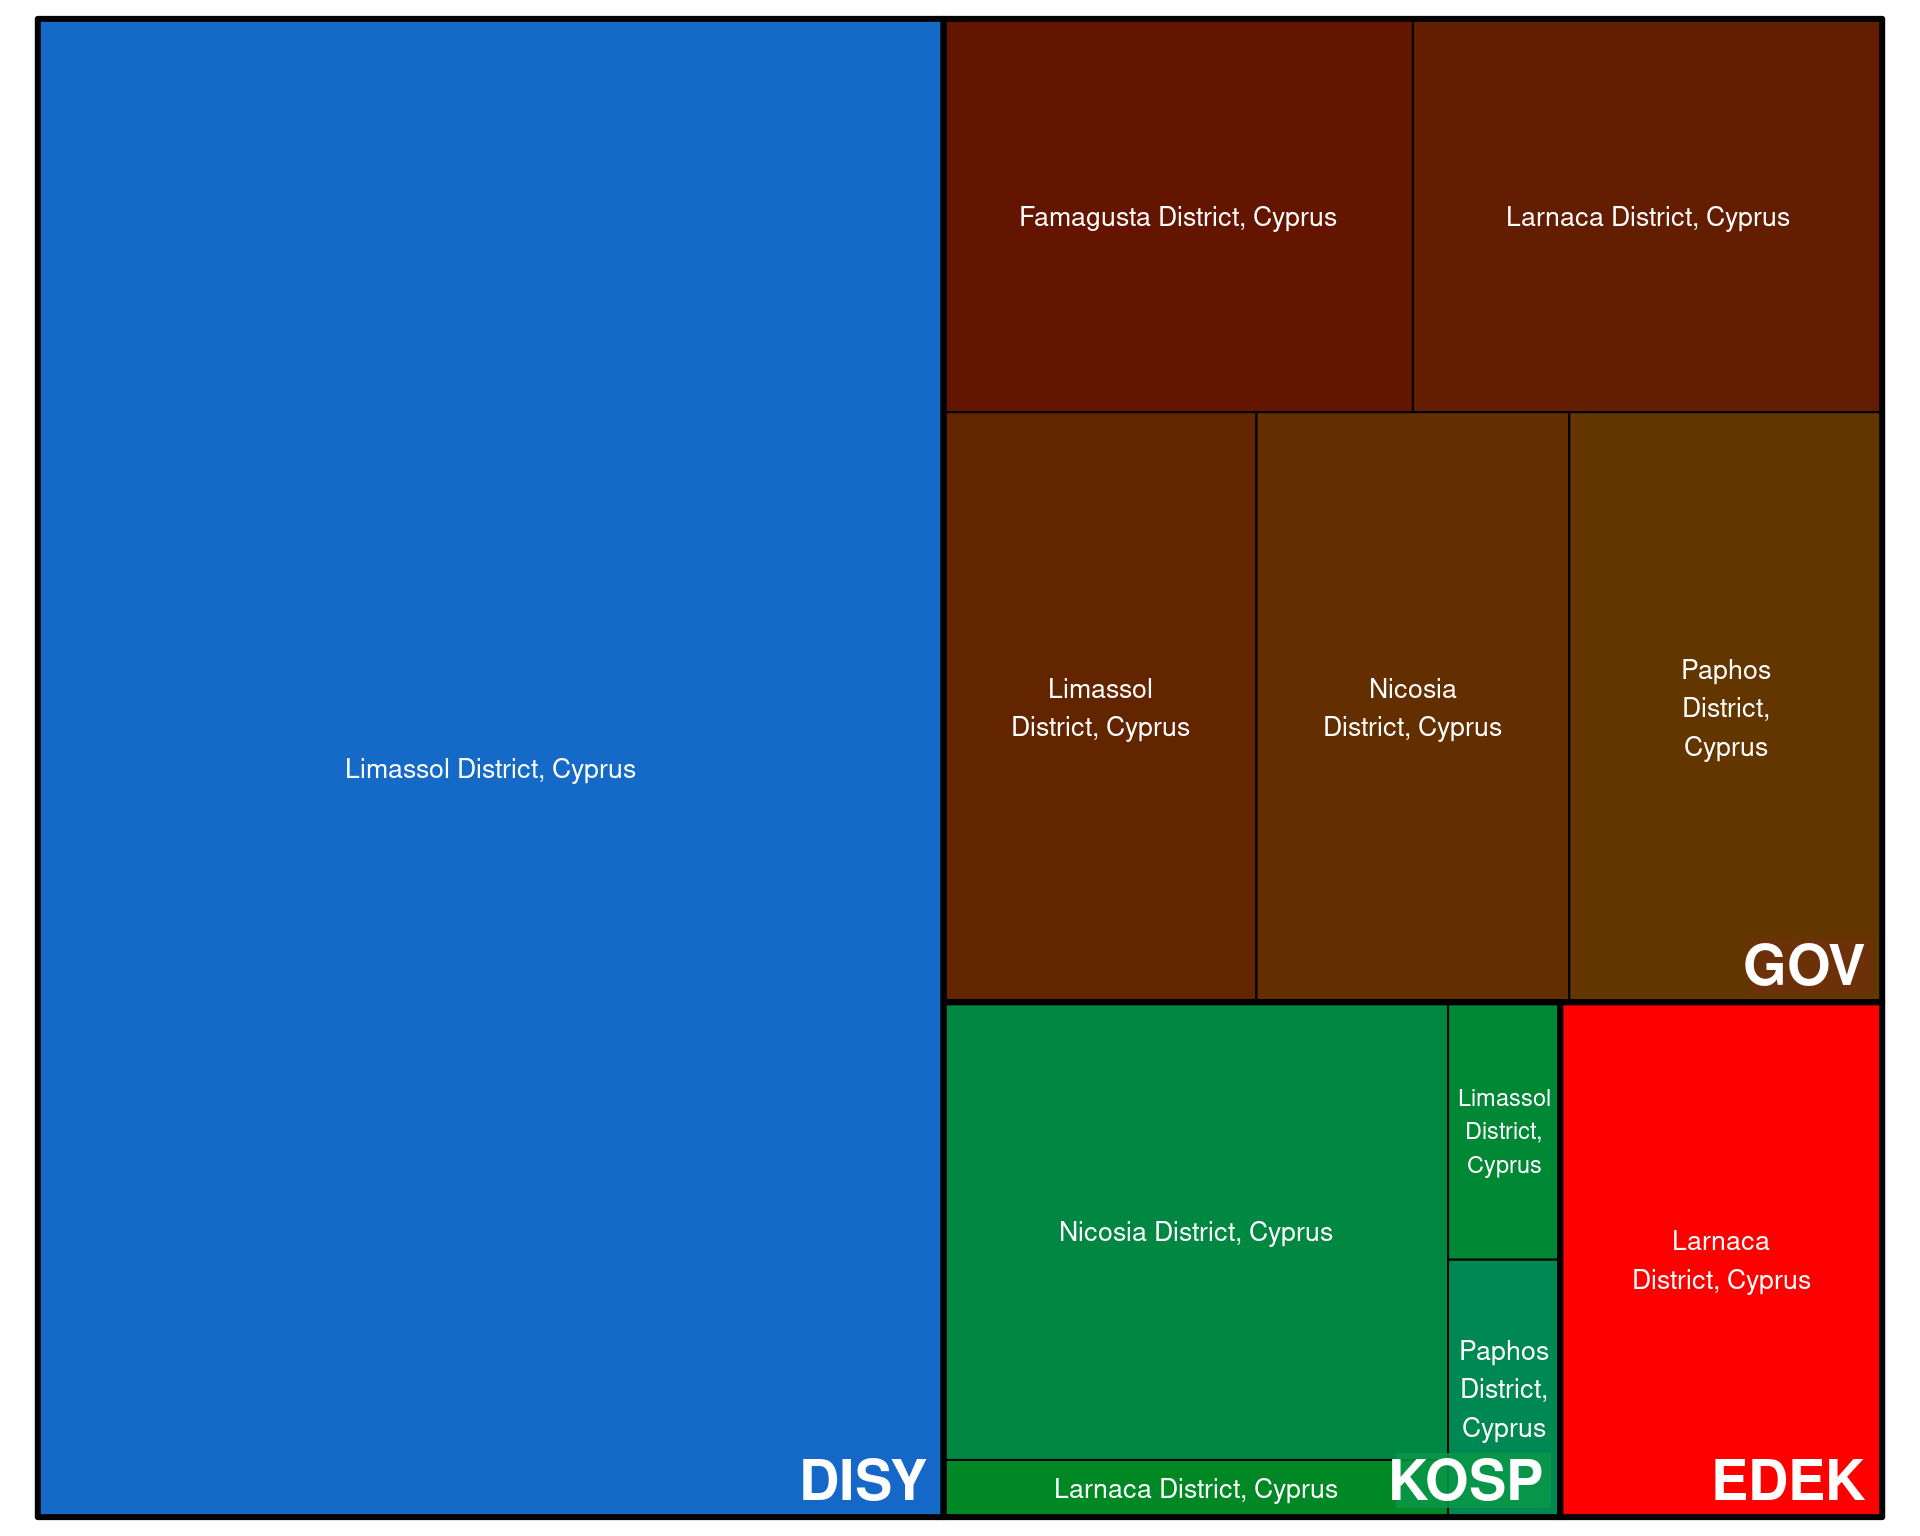 Limassol District, Cyprus
DISY
Famagusta District, Cyprus
Larnaca District, Cyprus
Limassol
District, Cyprus
Nicosia
District, Cyprus
Paphos
District,
Cyprus
GOV
Nicosia District, Cyprus
Limassol
District,
Cyprus
Paphos
District,
Cyprus
Larnaca District, Cyprus
KOSP
Larnaca
District, Cyprus
EDEK